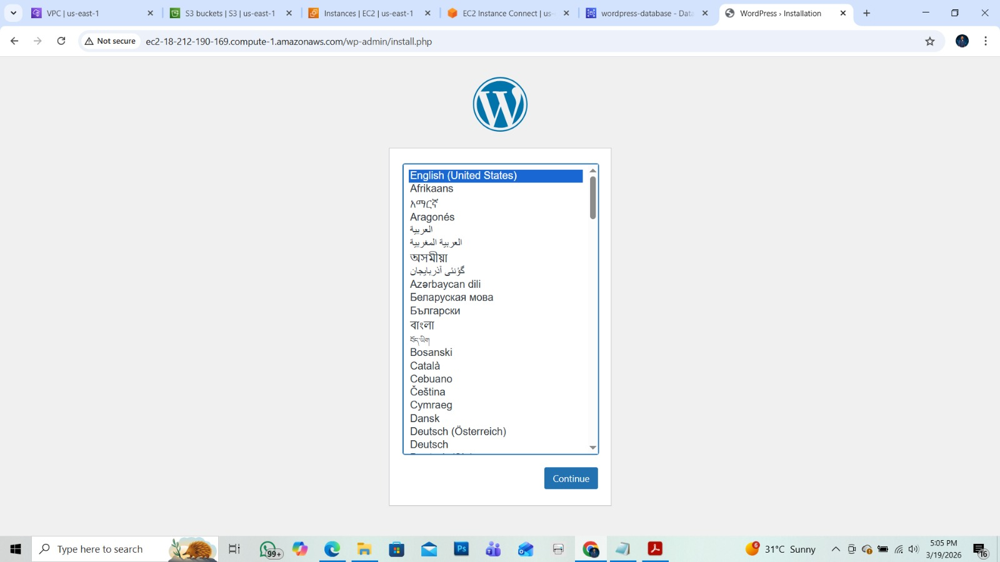 VPC | us-east-1
S3 buckets | S3 | us-east-1
Instances | EC2 | us-east-1
EC2 Instance Connect | us-
wordpress-database - Data
WordPress › Installation
Not secure
ec2-18-212-190-169.compute-1.amazonaws.com/wp-admin/install.php
English (United States)
Afrikaans
አማርኛ
Aragonés
العربية
العربية المغربية
অসমীয়া
گؤنئی آذربایجان
Azərbaycan dili
Беларуская мова
Български
বাংলা
བོད་ཡིག
Bosanski
Català
Cebuano
Čeština
Cymraeg
Dansk
Deutsch (Österreich)
Deutsch
Continue
Type here to search
99+
Ps
6
31°C Sunny
5:05 PM
3/19/2026
16